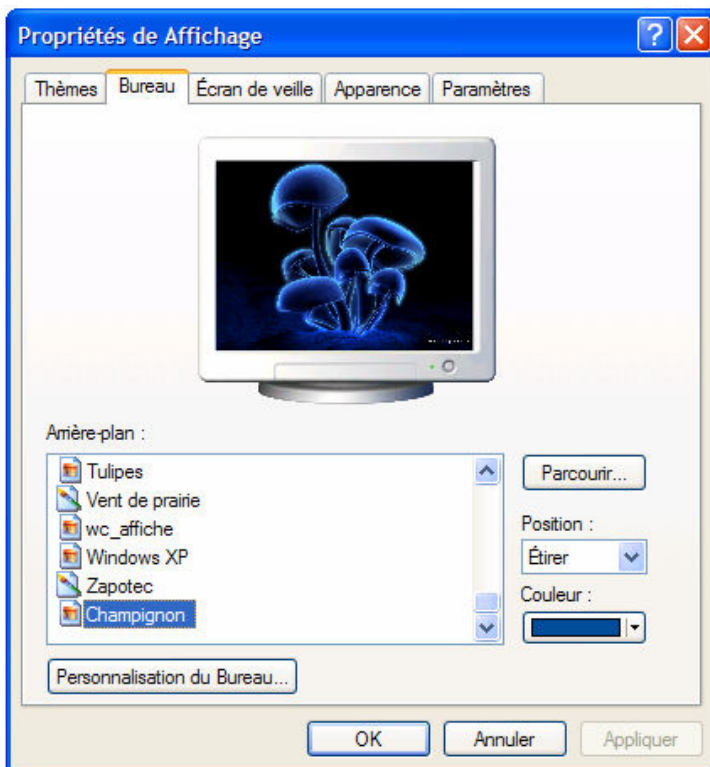 Propriétés de Affichage
Thèmes Bureau Écran de veille Apparence Paramètres
Arrière-plan :
Tulipes
Vent de prairie
wc_affiche
Windows XP
Zapotec
Champignon
Parcourir...
Position :
Étirer
Couleur :
Personnalisation du Bureau...
OK Annuler Appliquer